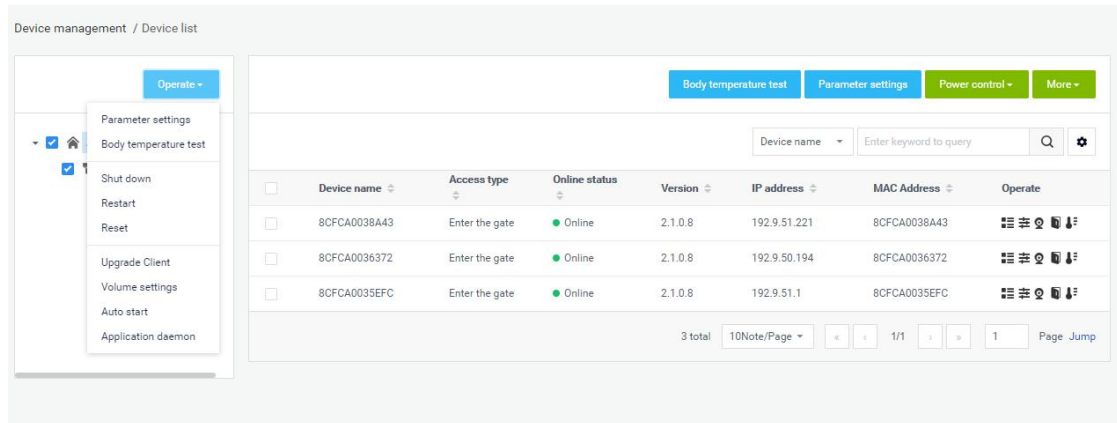 Device management / Device list
Operate
Parameter settings
Body temperature test
Shut down
Restart
Reset
Upgrade Client
Volume settings
Auto start
Application daemon
Body temperature test Parameter settings Power control More
Device name Enter keyword to query
Device name Access type Online status Version IP address MAC Address Operate
8CFCA0038A43 Enter the gate Online 2.1.0.8 192.9.51.221 8CFCA0038A43
8CFCA0036372 Enter the gate Online 2.1.0.8 192.9.50.194 8CFCA0036372
8CFCA0035EFC Enter the gate Online 2.1.0.8 192.9.51.1 8CFCA0035EFC
3 total 10Note/Page « ‹ 1/1 › » 1 Page Jump